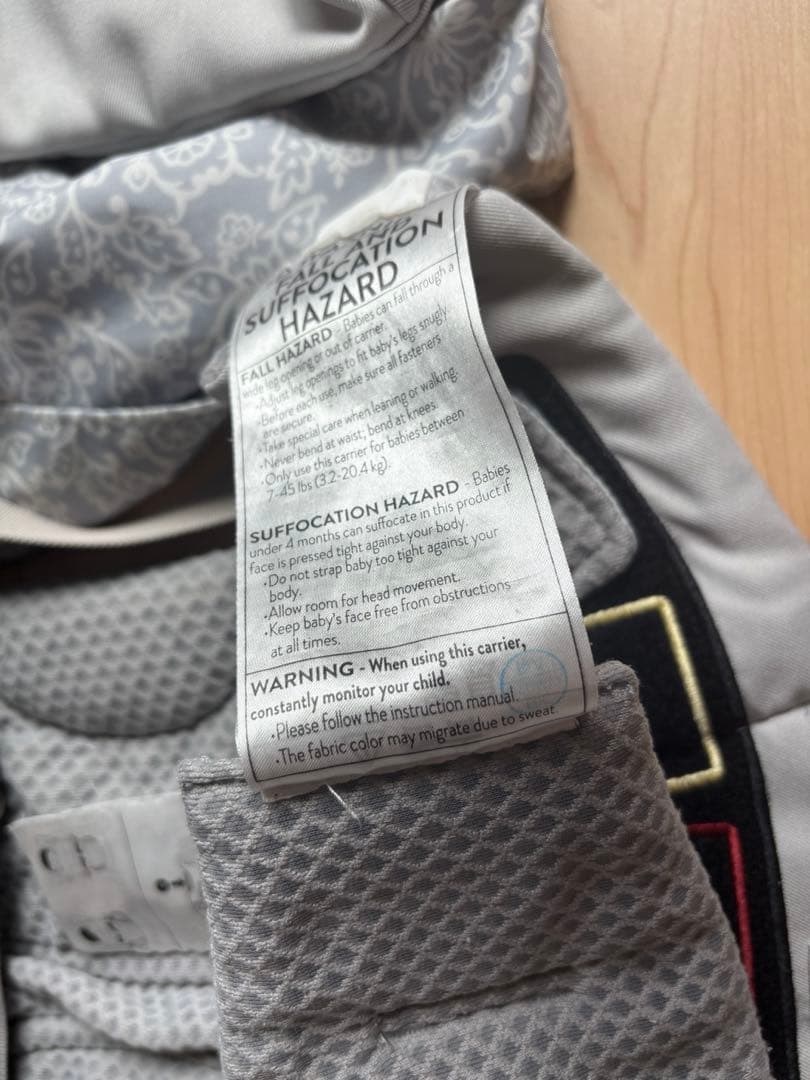 FALL AND
SUFFOCATION
HAZARD
FALL HAZARD - Babies can fall through a
wide leg opening or out of carrier.
•Adjust leg openings to fit baby's legs snugly.
•Before each use, make sure all fasteners
are secure.
•Take special care when leaning or walking.
•Never bend at waist; bend at knees.
•Only use this carrier for babies between
7-45 lbs (3.2-20.4 kg).
SUFFOCATION HAZARD - Babies
under 4 months can suffocate in this product if
face is pressed tight against your body.
•Do not strap baby too tight against your
body.
•Allow room for head movement.
•Keep baby's face free from obstructions
at all times.
WARNING - When using this carrier,
constantly monitor your child.
•Please follow the instruction manual.
•The fabric color may migrate due to sweat